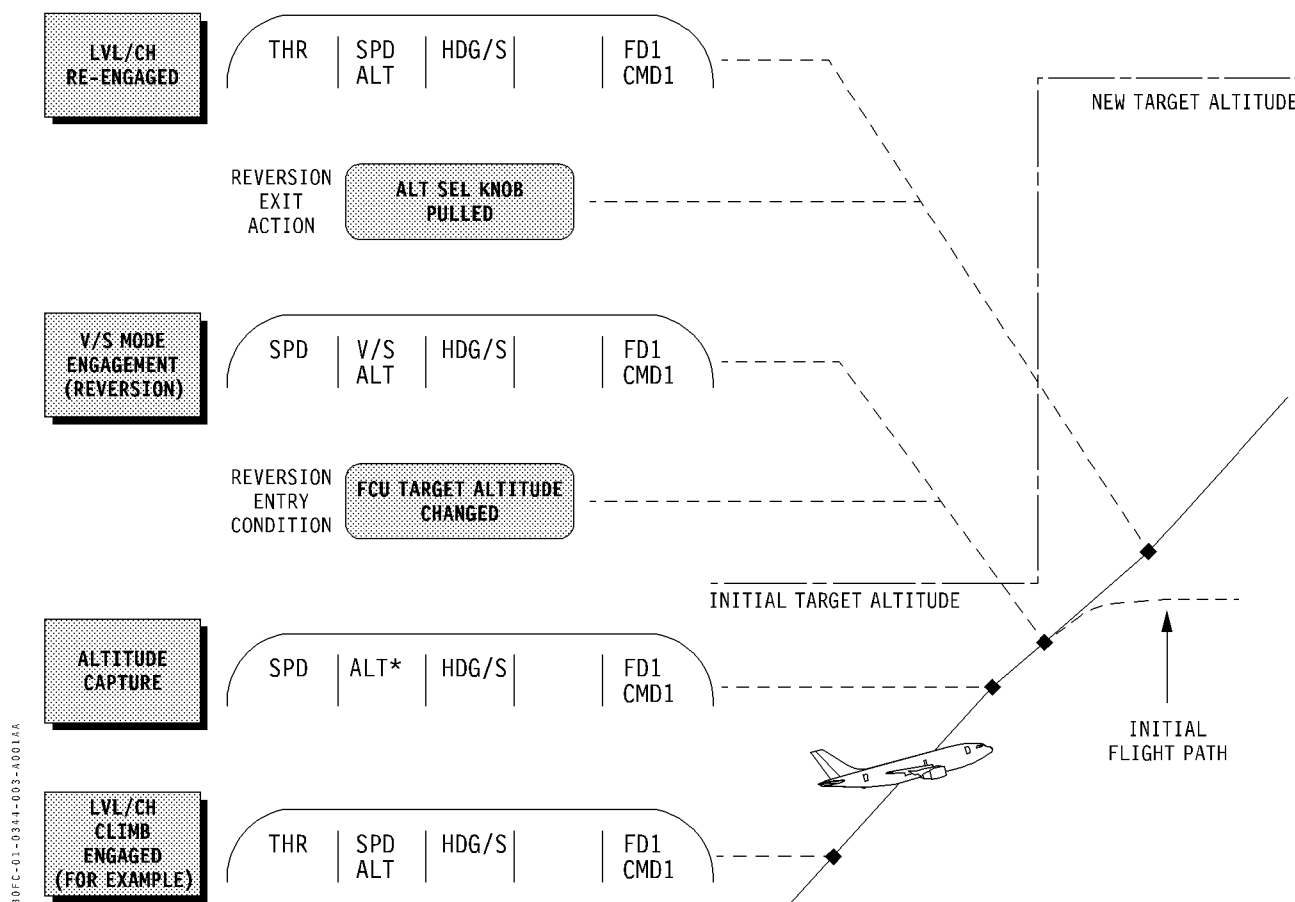 LVL/CH
RE-ENGAGED
THR SPD HDG/S FD1
ALT CMD1
NEW TARGET ALTITUDE
REVERSION
EXIT
ACTION
ALT SEL KNOB
PULLED
V/S MODE
ENGAGEMENT
(REVERSION)
SPD V/S HDG/S FD1
ALT CMD1
REVERSION
ENTRY
CONDITION
FCU TARGET ALTITUDE
CHANGED
INITIAL TARGET ALTITUDE
ALTITUDE
CAPTURE
SPD ALT* HDG/S FD1
CMD1
INITIAL
FLIGHT PATH
LVL/CH
CLIMB
ENGAGED
(FOR EXAMPLE)
THR SPD HDG/S FD1
ALT CMD1